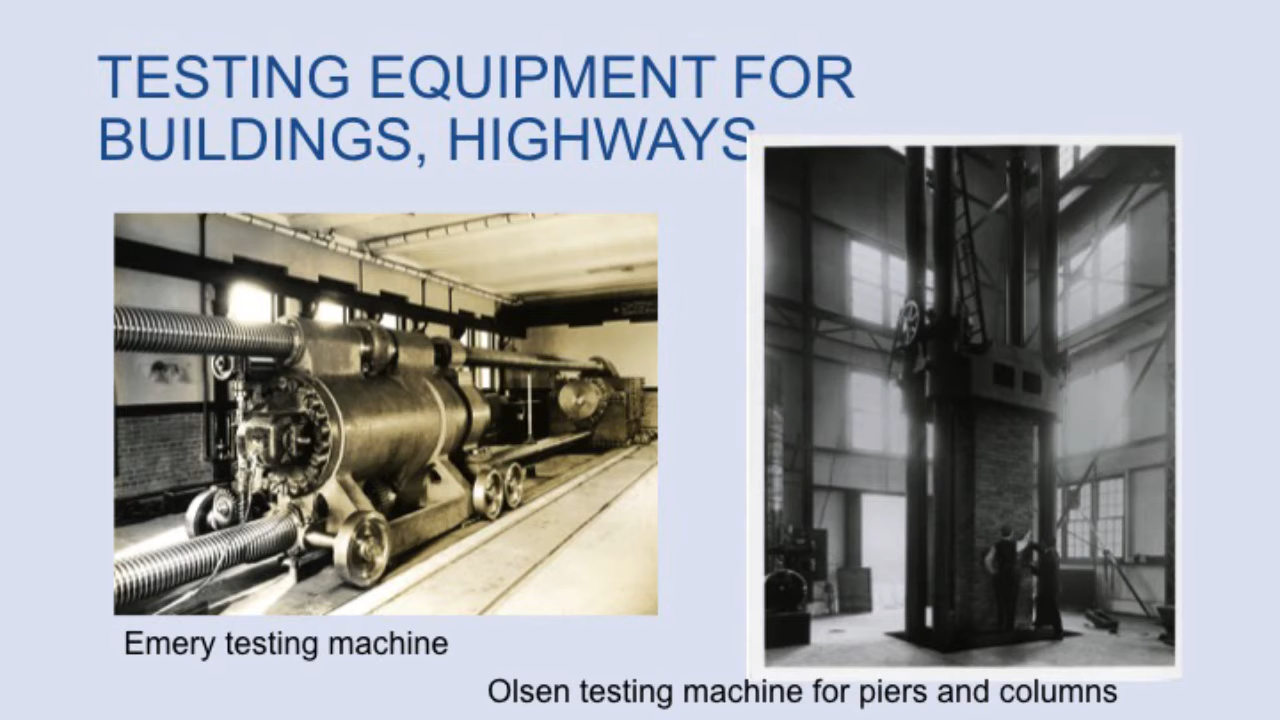 TESTING EQUIPMENT FOR
BUILDINGS, HIGHWAYS
Emery testing machine
Olsen testing machine for piers and columns